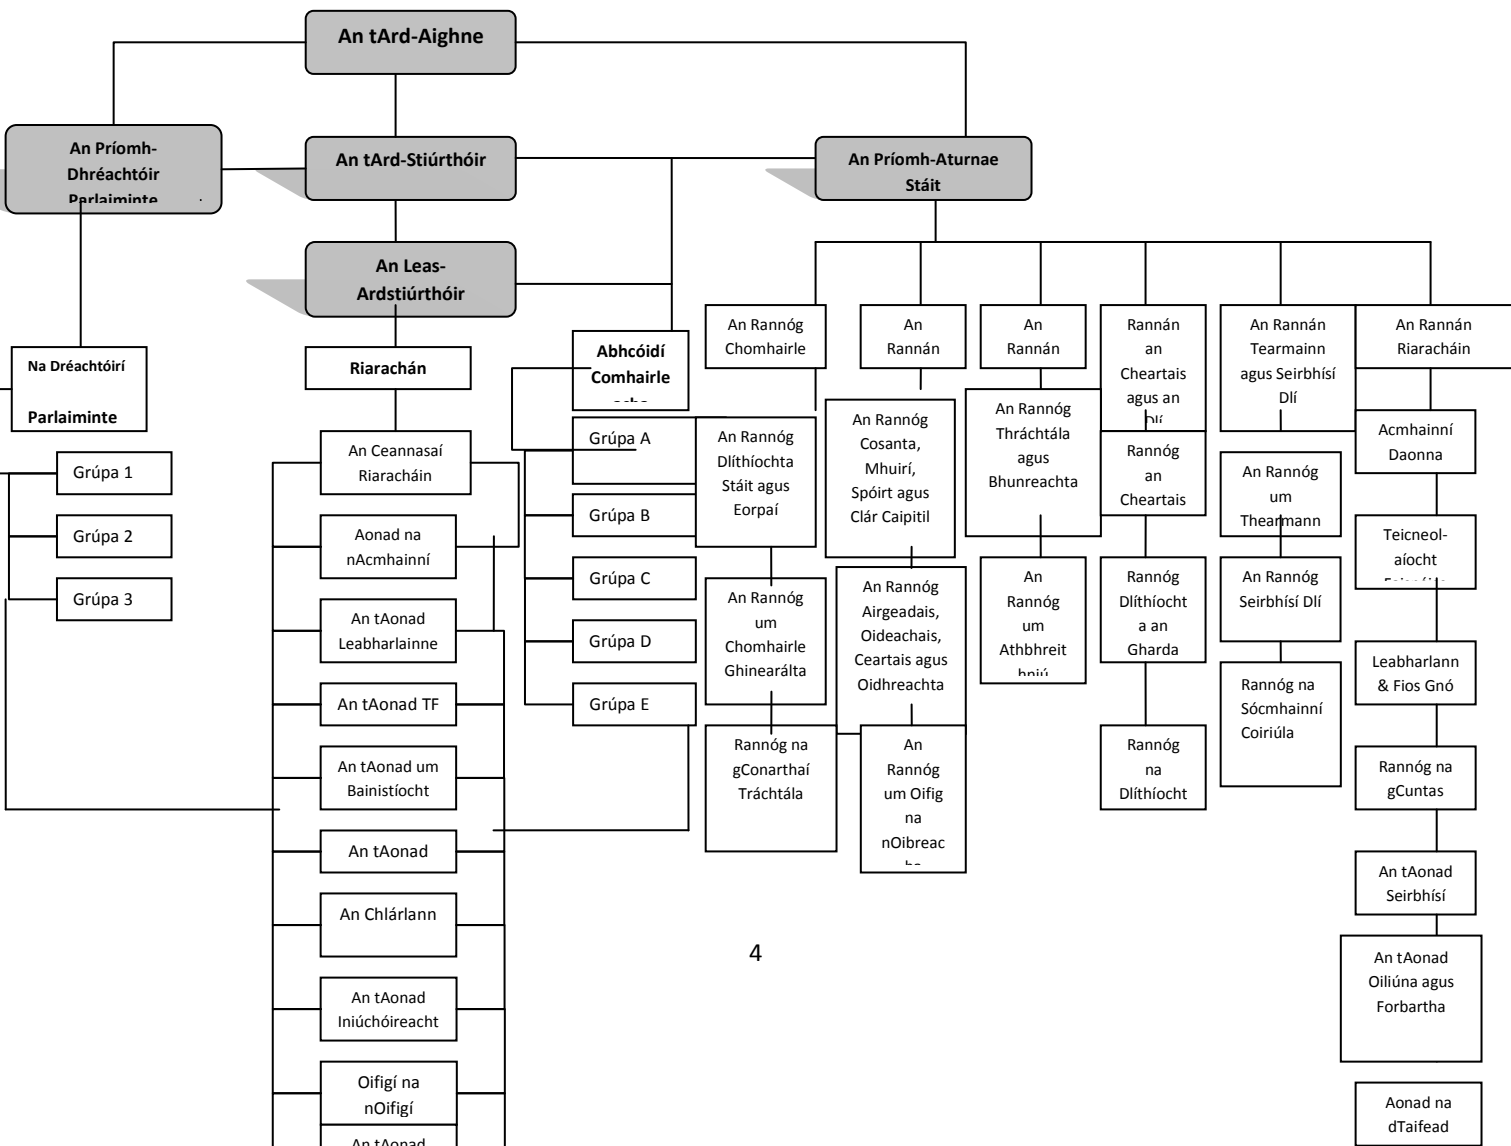 An tArd-Aighne
An Príomh-
Dhréachtóir
Parlaiminte
An tArd-Stiúrthóir
An Príomh-Aturnae
Stáit
An Leas-
Ardstiúrthóir
Na Dréachtóirí
Parlaiminte
Grúpa 1
Grúpa 2
Grúpa 3
Riarachán
An Ceannasaí
Riaracháin
Aonad na
nAcmhainní
An tAonad
Leabharlainne
An tAonad TF
An tAonad um
Bainistíocht
An tAonad
An Chlárlann
An tAonad
Iniúchóireacht
Oifigí na
nOifigí
An tAonad
Abhcóidí
Comhairle
Grúpa A
Grúpa B
Grúpa C
Grúpa D
Grúpa E
An Rannóg
Chomhairle
An Rannóg
Dlíthíochta
Stáit agus
Eorpaí
An Rannóg
um
Chomhairle
Ghinearálta
Rannóg na
gConarthaí
Tráchtála
An
Rannán
An Rannóg
Cosanta,
Mhuirí,
Spóirt agus
Clár Caipitil
An Rannóg
Airgeadais,
Oideachais,
Ceartais agus
Oidhreachta
An
Rannóg
um Oifig
na
nOibreac
An
Rannán
An Rannóg
Thráchtála
agus
Bhunreachta
An
Rannóg
um
Athbhreit
hniú
Rannán
an
Cheartais
agus an
Dlí
Rannóg
an
Cheartais
Rannóg
Dlíthíocht
a an
Gharda
Rannóg
na
Dlíthíocht
An Rannán
Tearmainn
agus Seirbhísí
Dlí
An Rannóg
um
Thearmann
An Rannóg
Seirbhísí Dlí
Rannóg na
Sócmhainní
Coiriúla
An Rannán
Riaracháin
Acmhainní
Daonna
Teicneol-
aíocht
Leabharlann
& Fios Gnó
Rannóg na
gCuntas
An tAonad
Seirbhísí
An tAonad
Oiliúna agus
Forbartha
Aonad na
dTaifead
4